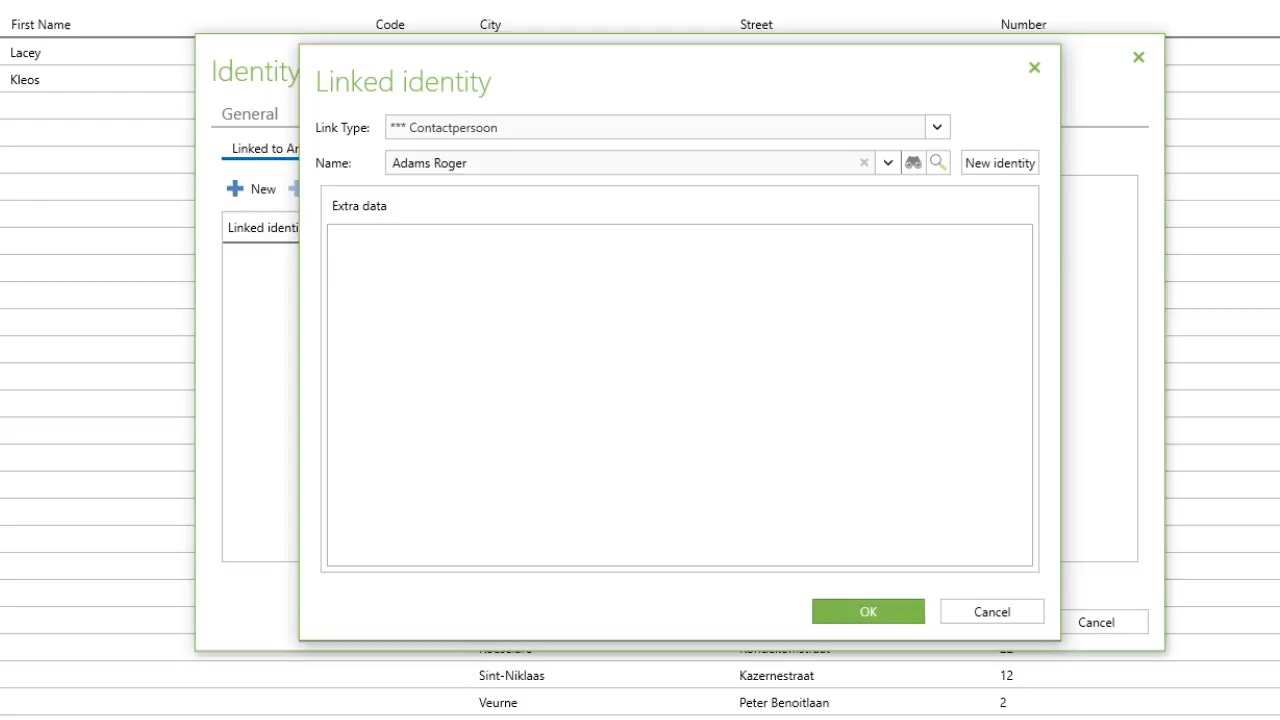 First Name Code City Street Number
Lacey
Kleos
Identity
General
Linked to
New
Linked
Linked identity
Link Type: *** Contactpersoon
Name: Adams Roger New identity
Extra data
OK Cancel
Cancel
Sint-Niklaas Kazernestraat 12
Veurne Peter Benoitlaan 2